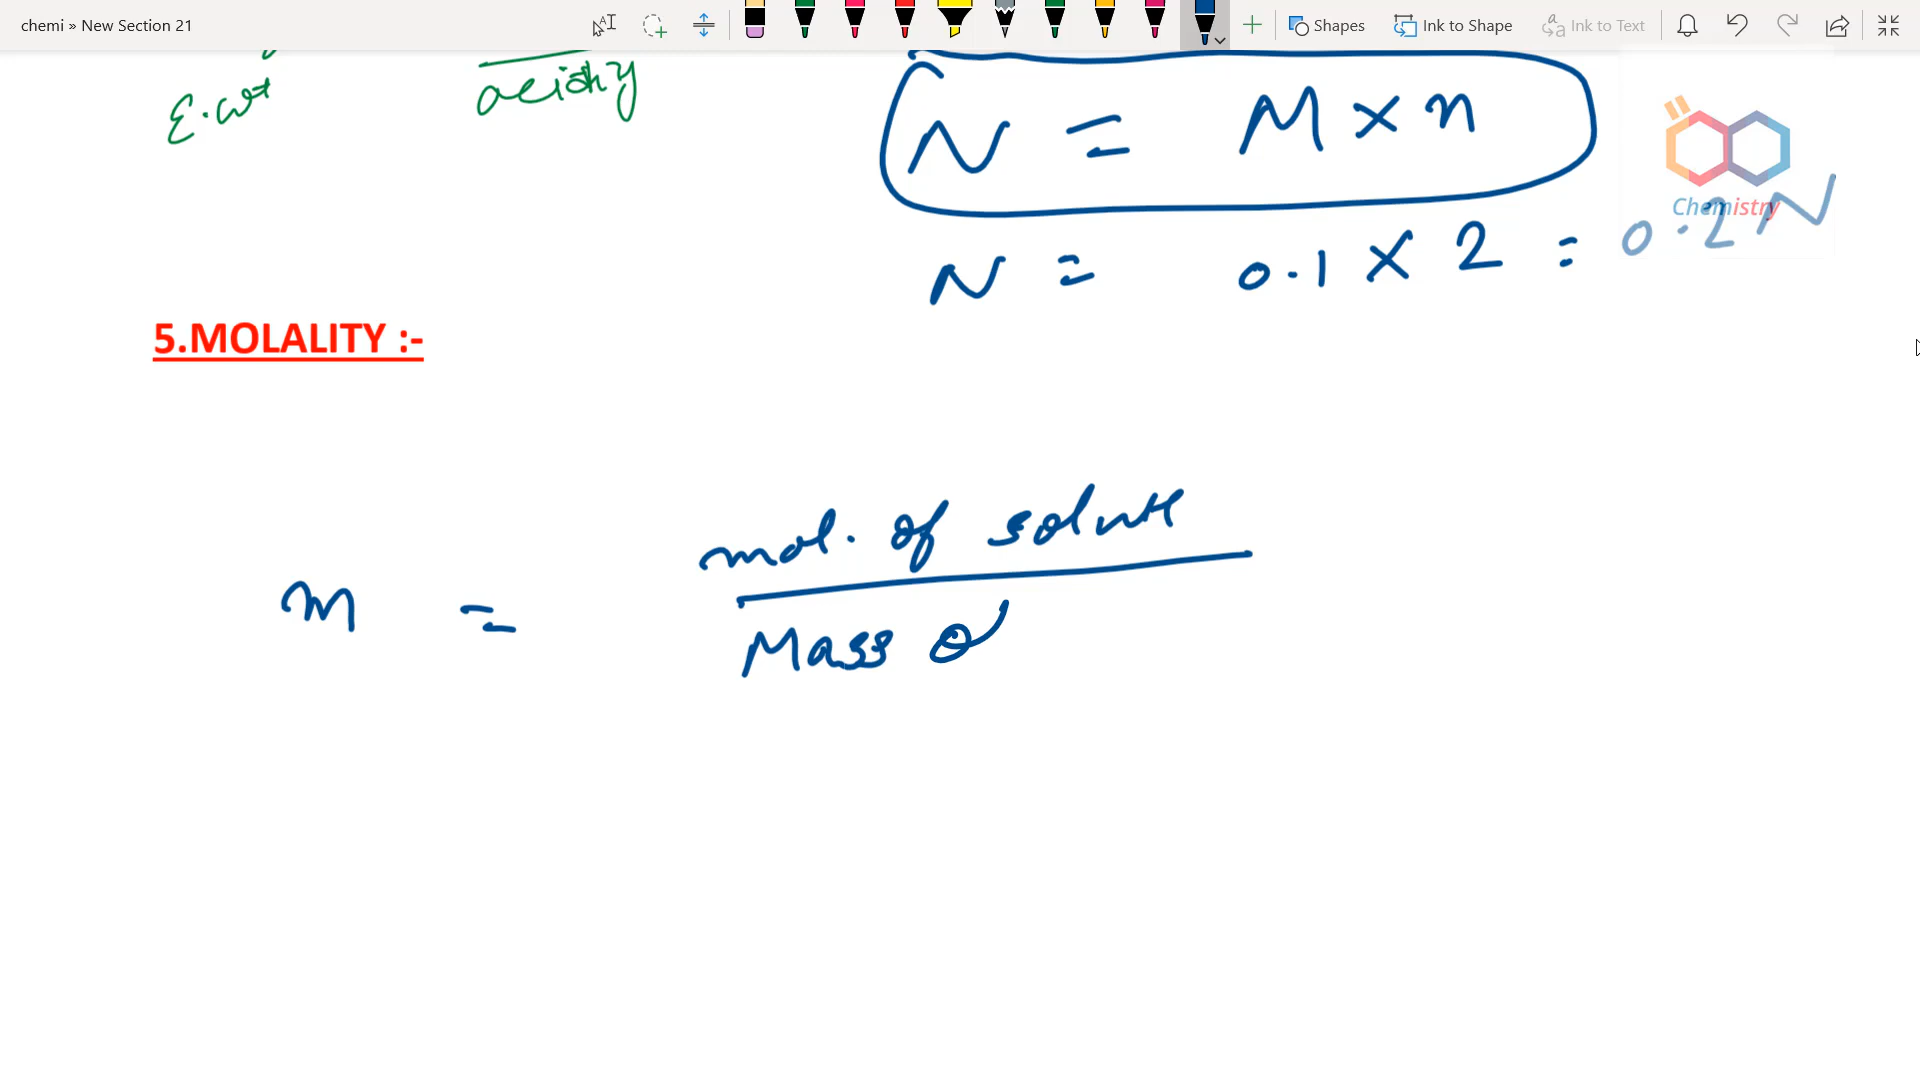 chemi » New Section 21
Shapes
Ink to Shape
Ink to Text
E.wt
acidity
N = M × n
Chemistry
N = 0.1 × 2 = 0.2 N
5.MOLALITY :-
mol. of solute
m =
Mass o